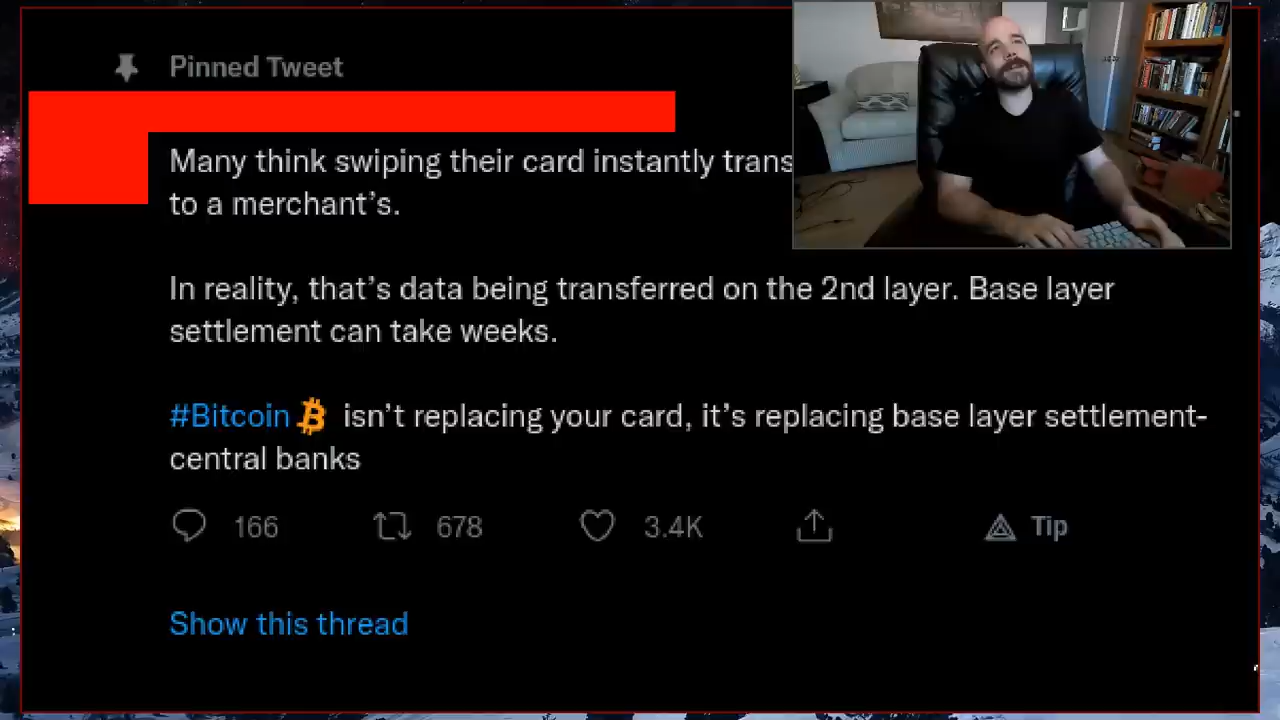 Pinned Tweet
Many think swiping their card instantly trans
to a merchant’s.
In reality, that’s data being transferred on the 2nd layer. Base layer
settlement can take weeks.
#Bitcoin isn’t replacing your card, it’s replacing base layer settlement-
central banks
166 678 3.4K Tip
Show this thread